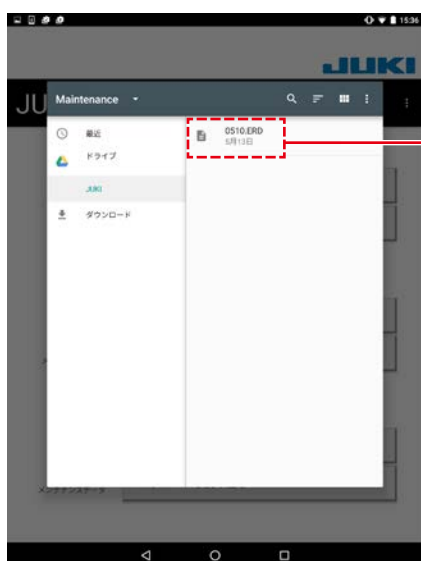 15:36
JUKI
JU
Maintenance
最近
0510.ERD
5月13日
ドライブ
JUKI
ダウンロード
メンテナンスデータ